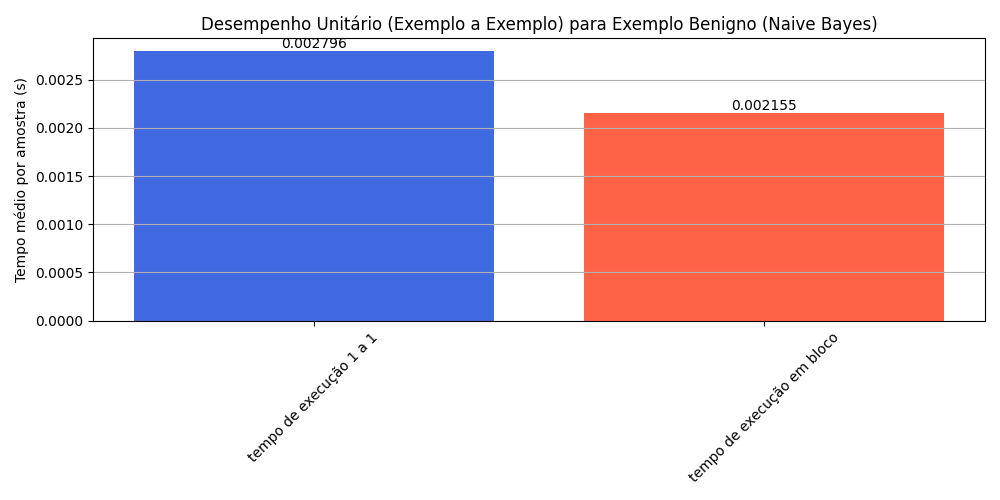 Desempenho Unitário (Exemplo a Exemplo) para Exemplo Benigno (Naive Bayes)
Tempo médio por amostra (s)
0.0025
0.0020
0.0015
0.0010
0.0005
0.0000
0.002796
0.002155
tempo de execução 1 a 1
tempo de execução em bloco